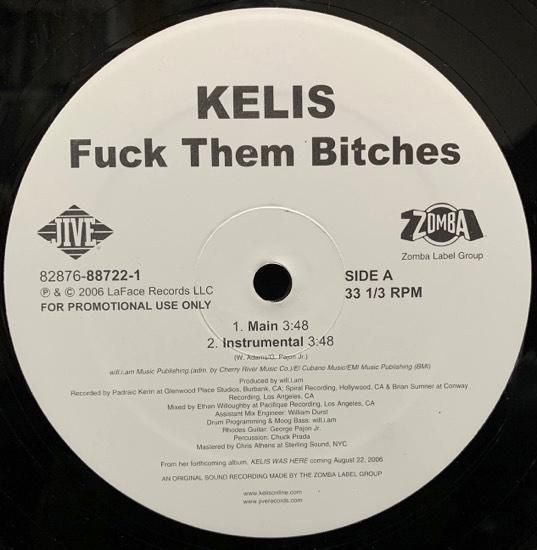 KELIS
Fuck Them Bitches
JIVE
ZOMBA
Zomba Label Group
82876-88722-1
℗ & © 2006 LaFace Records LLC
FOR PROMOTIONAL USE ONLY
SIDE A
33 1/3 RPM
1. Main 3:48
2. Instrumental 3:48
(W. Adams/G. Pajon Jr.)
will.i.am Music Publishing (adm. by Cherry River Music Co.)/El Cubano Music/EMI Music Publishing (BMI)
Produced by will.i.am
Recorded by Padraic Kerin at Glenwood Place Studios, Burbank, CA; Spiral Recording, Hollywood, CA & Brian Sumner at Conway
Recording, Los Angeles, CA
Mixed by Ethan Willoughby at Pacifique Recording, Los Angeles, CA
Assistant Mix Engineer: William Durst
Drum Programming & Moog Bass: will.i.am
Rhodes Guitar: George Pajon Jr.
Percussion: Chuck Prada
Mastered by Chris Athens at Sterling Sound, NYC
From her forthcoming album, KELIS WAS HERE coming August 22, 2006
AN ORIGINAL SOUND RECORDING MADE BY THE ZOMBA LABEL GROUP
www.kelisonline.com
www.jiverecords.com